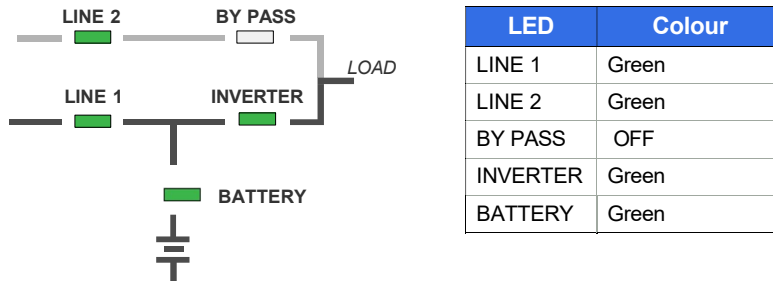 LINE 2 BY PASS
LOAD
LINE 1 INVERTER
BATTERY
LED Colour
LINE 1 Green
LINE 2 Green
BY PASS OFF
INVERTER Green
BATTERY Green